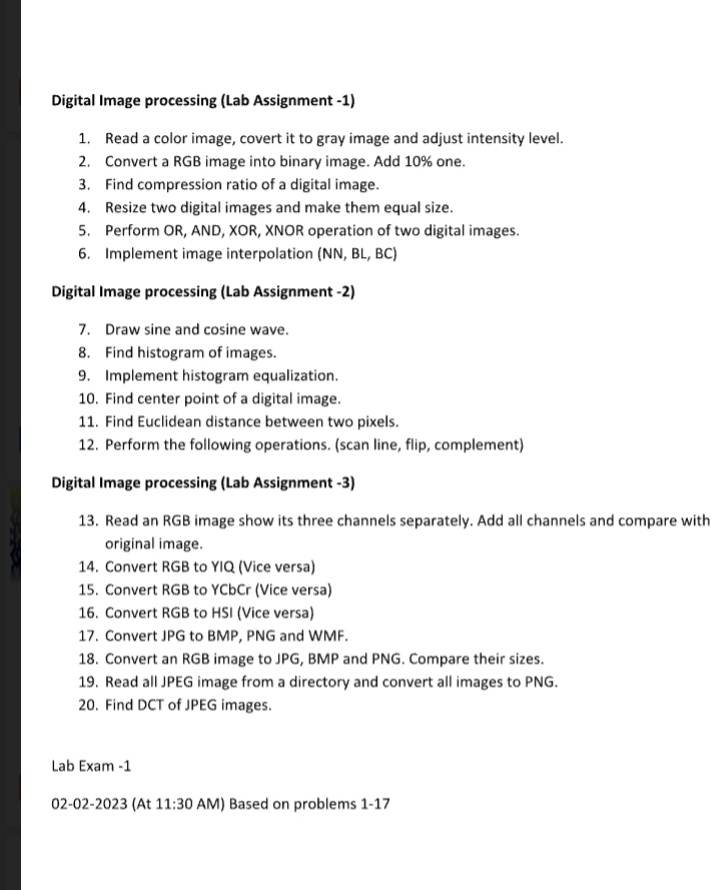 Digital Image processing (Lab Assignment -1)
1. Read a color image, covert it to gray image and adjust intensity level.
2. Convert a RGB image into binary image. Add 10% one.
3. Find compression ratio of a digital image.
4. Resize two digital images and make them equal size.
5. Perform OR, AND, XOR, XNOR operation of two digital images.
6. Implement image interpolation (NN, BL, BC)
Digital Image processing (Lab Assignment -2)
7. Draw sine and cosine wave.
8. Find histogram of images.
9. Implement histogram equalization.
10. Find center point of a digital image.
11. Find Euclidean distance between two pixels.
12. Perform the following operations. (scan line, flip, complement)
Digital Image processing (Lab Assignment -3)
13. Read an RGB image show its three channels separately. Add all channels and compare with
original image.
14. Convert RGB to YIQ (Vice versa)
15. Convert RGB to YCbCr (Vice versa)
16. Convert RGB to HSI (Vice versa)
17. Convert JPG to BMP, PNG and WMF.
18. Convert an RGB image to JPG, BMP and PNG. Compare their sizes.
19. Read all JPEG image from a directory and convert all images to PNG.
20. Find DCT of JPEG images.
Lab Exam -1
02-02-2023 (At 11:30 AM) Based on problems 1-17